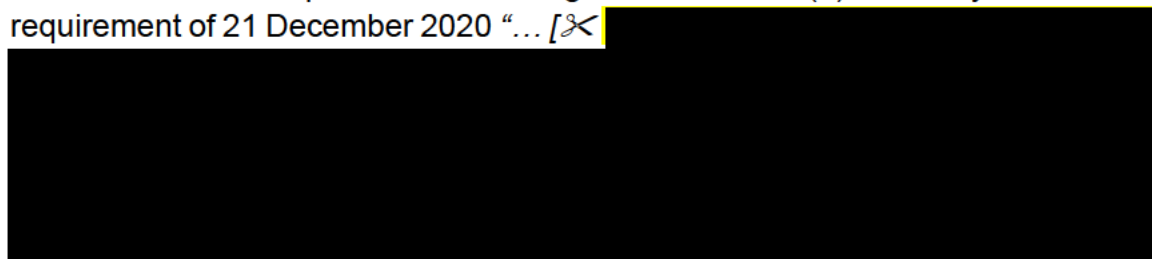 requirement of 21 December 2020 “… [✂